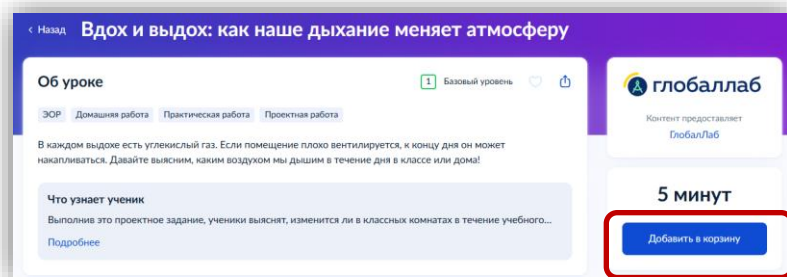 ‹ Назад Вдох и выдох: как наше дыхание меняет атмосферу
Об уроке
1 Базовый уровень
ЭОР Домашняя работа Практическая работа Проектная работа
В каждом выдохе есть углекислый газ. Если помещение плохо вентилируется, к концу дня он может
накапливаться. Давайте выясним, каким воздухом мы дышим в течение дня в классе или дома!
Что узнает ученик
Выполнив это проектное задание, ученики выяснят, изменится ли в классных комнатах в течение учебного...
Подробнее
глобаллаб
Контент предоставляет
ГлобалЛаб
5 минут
Добавить в корзину